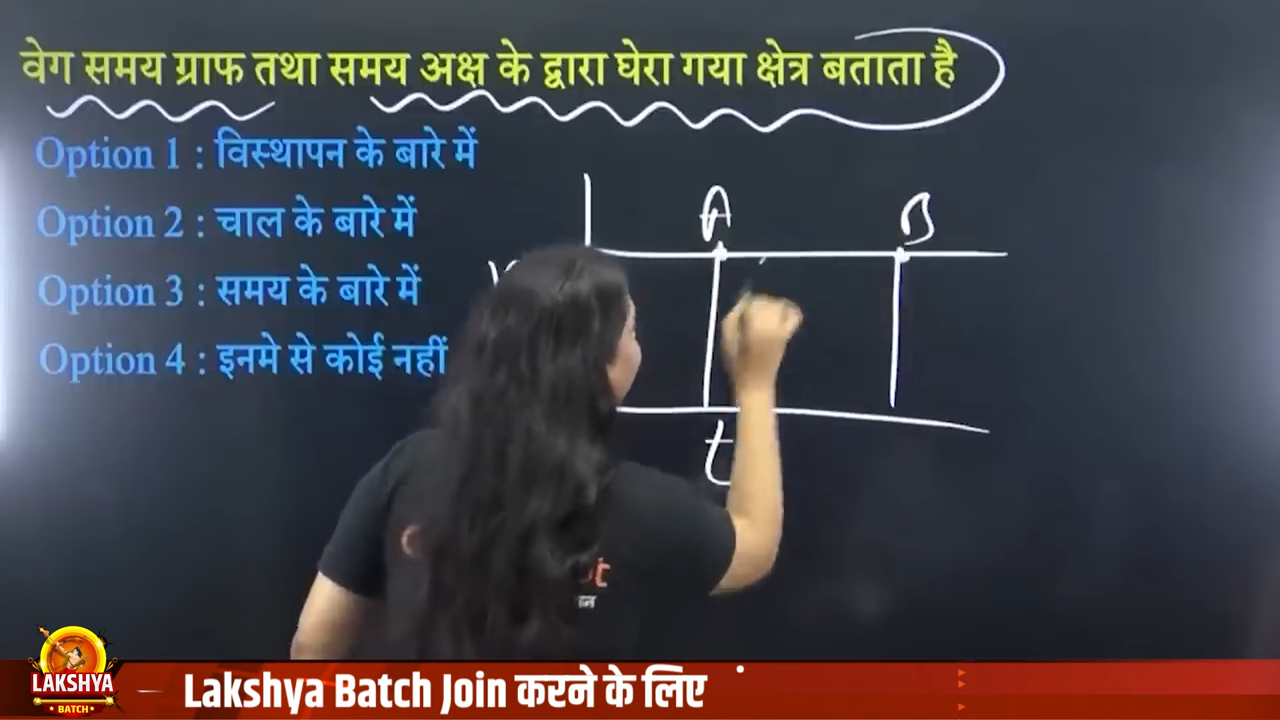 वेग समय ग्राफ तथा समय अक्ष के द्वारा घेरा गया क्षेत्र बताता है
Option 1 : विस्थापन के बारे में
Option 2 : चाल के बारे में
Option 3 : समय के बारे में
Option 4 : इनमे से कोई नहीं
A B
t
LAKSHYA
BATCH
Lakshya Batch Join करने के लिए